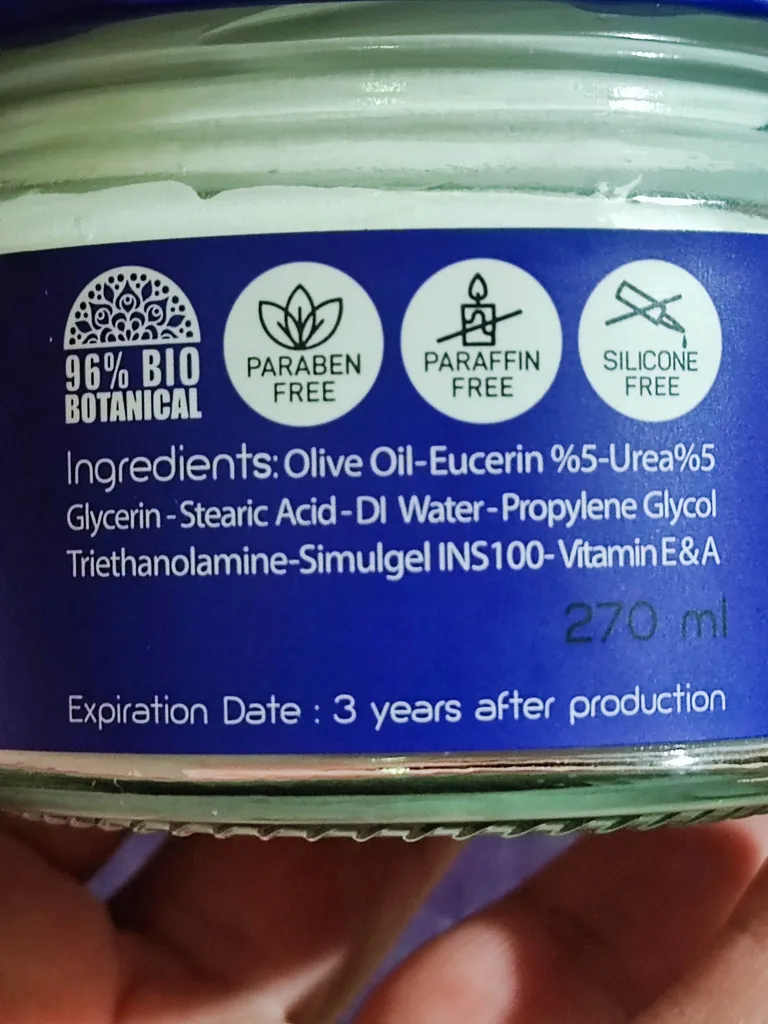 96% BIO
BOTANICAL
PARABEN
FREE
PARAFFIN
FREE
SILICONE
FREE
Ingredients: Olive Oil-Eucerin %5-Urea%5
Glycerin-Stearic Acid-DI Water-Propylene Glycol
Triethanolamine-Simulgel INS100-Vitamin E&A
270 ml
Expiration Date : 3 years after production